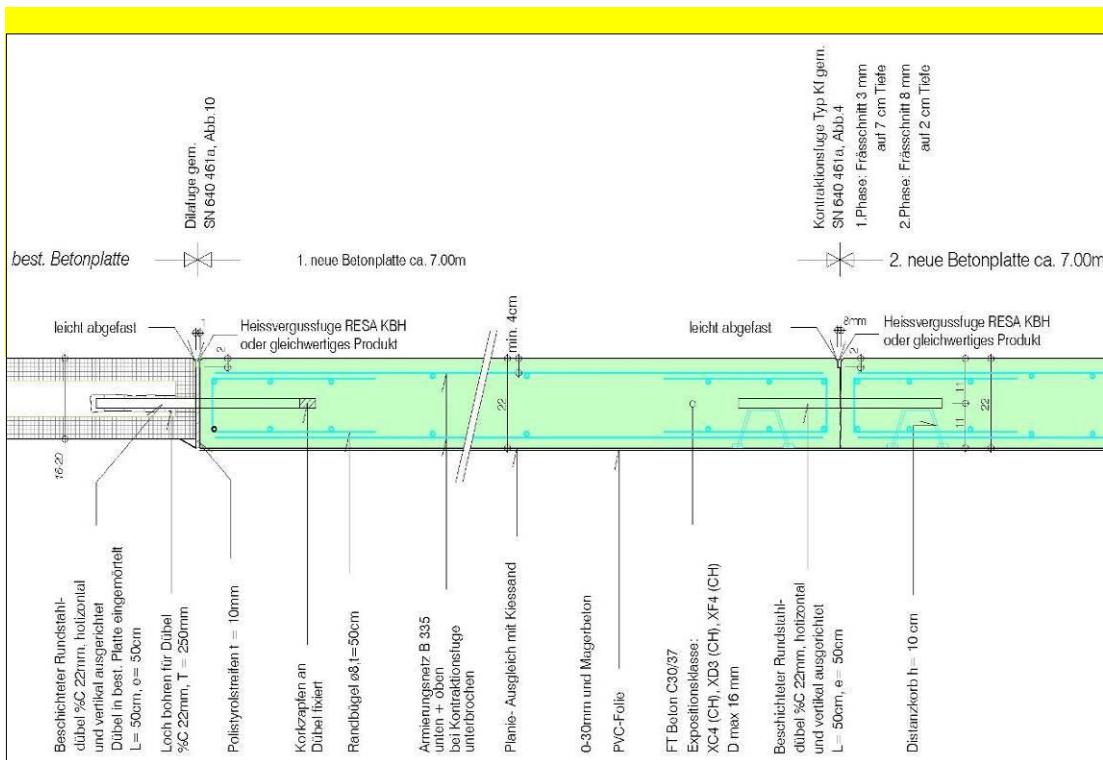 Dilafuge gem.
SN 640 461a, Abb.10
Kontraktionsfuge Typ Kf gem.
SN 640 461a, Abb.4
1.Phase: Frässchnitt 3 mm
auf 7 cm Tiefe
2.Phase: Frässchnitt 8 mm
auf 2 cm Tiefe
best. Betonplatte
1. neue Betonplatte ca. 7.00m
2. neue Betonplatte ca. 7.00m
leicht abgefast
1
Heissvergussfuge RESA KBH
oder gleichwertiges Produkt
2
min. 4cm
leicht abgefast
8mm
Heissvergussfuge RESA KBH
oder gleichwertiges Produkt
2
22
11
11
22
16-20
Beschichteter Rundstahl-
dübel %C 22mm, hotizontal
und vertikal ausgerichtet
Dübel in best. Platte eingemörtelt
L= 50cm, e= 50cm
Loch bohren für Dübel
%C 22mm, T = 250mm
Polistyrolstreifen t = 10mm
Korkzapfen an
Dübel fixiert
Randbügel ø8,t=50cm
Armierungsnetz B 335
unten + oben
bei Kontraktionsfuge
unterbrochen
Planie- Ausgleich mit Kiessand
0-30mm und Magerbeton
PVC-Folie
FT Beton C30/37
Expositionsklasse:
XC4 (CH), XD3 (CH), XF4 (CH)
D max 16 mm
Beschichteter Rundstahl-
dübel %C 22mm, hotizontal
und vertikal ausgerichtet
L= 50cm, e= 50cm
Distanzkorb h= 10 cm